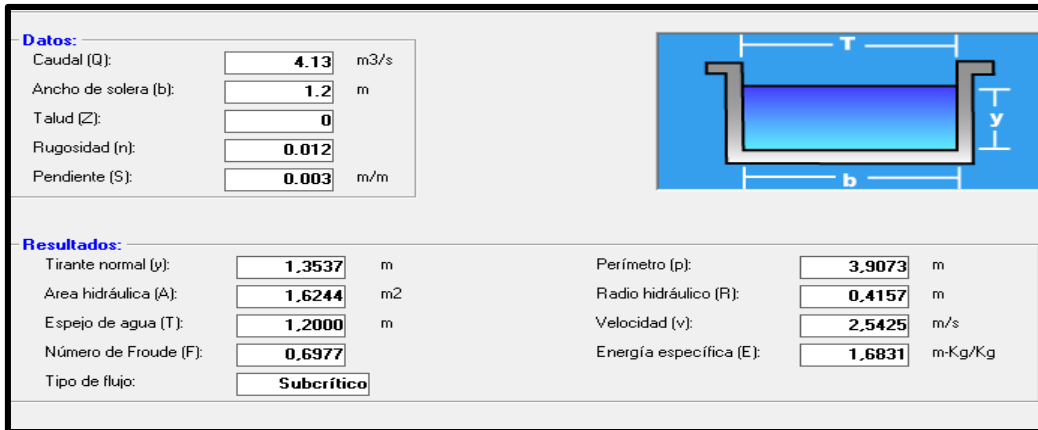 Datos:
Caudal (Q): 4.13 m3/s
Ancho de solera (b): 1.2 m
Talud (Z): 0
Rugosidad (n): 0.012
Pendiente (S): 0.003 m/m
T
y
b
Resultados:
Tirante normal (y): 1,3537 m Perímetro (p): 3,9073 m
Area hidráulica (A): 1,6244 m2 Radio hidráulico (R): 0,4157 m
Espejo de agua (T): 1,2000 m Velocidad (v): 2,5425 m/s
Número de Froude (F): 0,6977 Energía específica (E): 1,6831 m-Kg/Kg
Tipo de flujo: Subcrítico